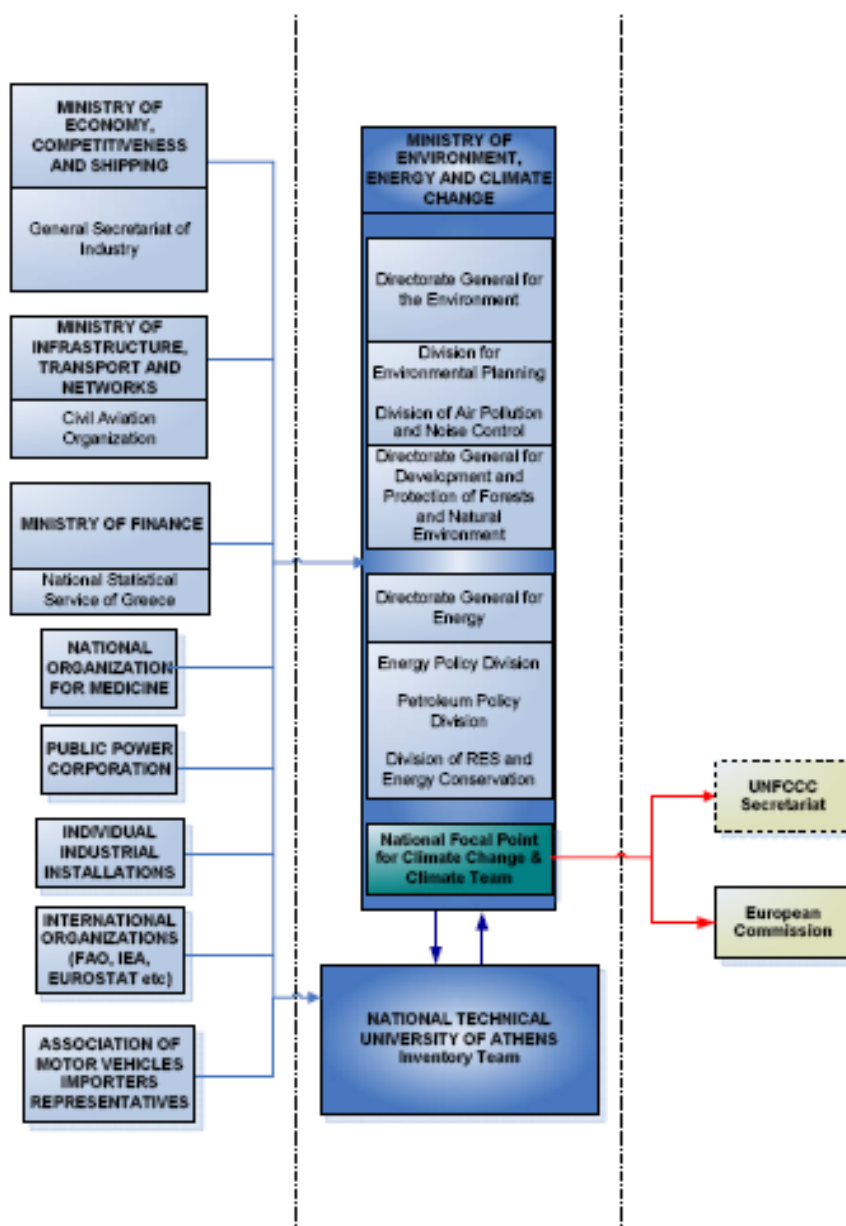 MINISTRY OF
ECONOMY,
COMPETITIVENESS
AND SHIPPING
General Secretariat of
Industry
MINISTRY OF
INFRASTRUCTURE,
TRANSPORT AND
NETWORKS
Civil Aviation
Organization
MINISTRY OF FINANCE
National Statistical
Service of Greece
NATIONAL
ORGANIZATION
FOR MEDICINE
PUBLIC POWER
CORPORATION
INDIVIDUAL
INDUSTRIAL
INSTALLATIONS
INTERNATIONAL
ORGANIZATIONS
(FAO, IEA,
EUROSTAT etc)
ASSOCIATION OF
MOTOR VEHICLES
IMPORTERS
REPRESENTATIVES
MINISTRY OF
ENVIRONMENT,
ENERGY AND CLIMATE
CHANGE
Directorate General for
the Environment
Division for
Environmental Planning
Division of Air Pollution
and Noise Control
Directorate General for
Development and
Protection of Forests
and Natural
Environment
Directorate General for
Energy
Energy Policy Division
Petroleum Policy
Division
Division of RES and
Energy Conservation
National Focal Point
for Climate Change &
Climate Team
NATIONAL TECHNICAL
UNIVERSITY OF ATHENS
Inventory Team
UNFCCC
Secretariat
European
Commission